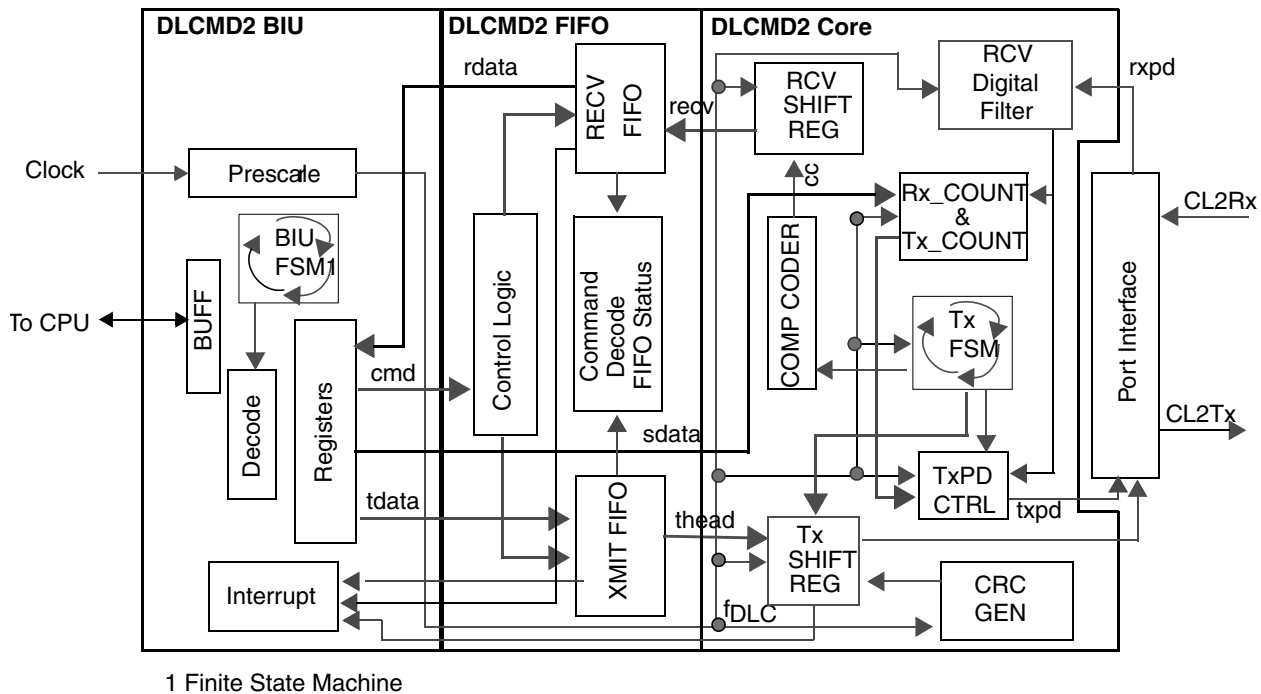 DLCMD2 BIU
DLCMD2 FIFO
DLCMD2 Core
rdata
RECV
FIFO
recv
RCV
SHIFT
REG
RCV
Digital
Filter
rxpd
Clock
Prescale
cc
Rx_COUNT
&
Tx_COUNT
CL2Rx
BIU
FSM1
To CPU
BUFF
Decode
Registers
cmd
Control Logic
Command
Decode
FIFO Status
COMP CODER
Tx
FSM
Port Interface
CL2Tx
sdata
tdata
XMIT FIFO
thead
TxPD
CTRL
txpd
Tx
SHIFT
REG
Interrupt
fDLC
CRC
GEN
1 Finite State Machine